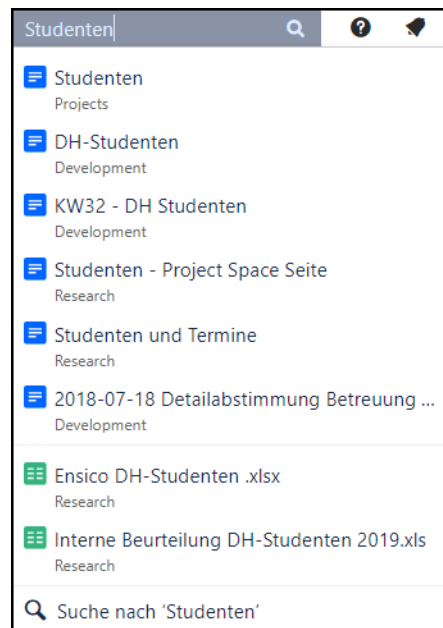 Studenten
Studenten
Projects
DH-Studenten
Development
KW32 - DH Studenten
Development
Studenten - Project Space Seite
Research
Studenten und Termine
Research
2018-07-18 Detailabstimmung Betreuung ...
Development
Ensico DH-Studenten .xlsx
Research
Interne Beurteilung DH-Studenten 2019.xls
Research
Suche nach ‘Studenten’